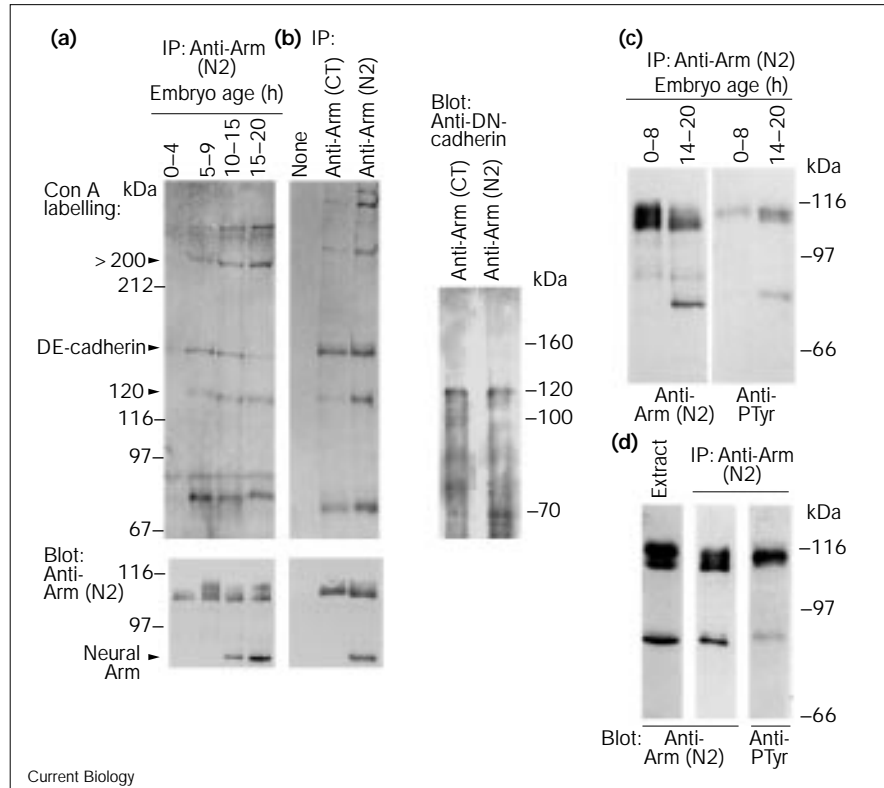 (a)
IP: Anti-Arm
(N2)
Embryo age (h)
0–4
5–9
10–15
15–20
Con A
labelling:
kDa
> 200
212
DE-cadherin
120
116
97
67
Blot:
Anti-
Arm (N2)
116
97
Neural
Arm
(b)
IP:
None
Anti-Arm (CT)
Anti-Arm (N2)
Blot:
Anti-DN-
cadherin
Anti-Arm (CT)
Anti-Arm (N2)
kDa
160
120
100
70
(c)
IP: Anti-Arm (N2)
Embryo age (h)
0–8
14–20
0–8
14–20
kDa
116
97
66
Anti-
Arm (N2)
Anti-
PTyr
(d)
Extract
IP: Anti-Arm
(N2)
kDa
116
97
66
Blot:
Anti-
Arm (N2)
Anti-
PTyr
Current Biology